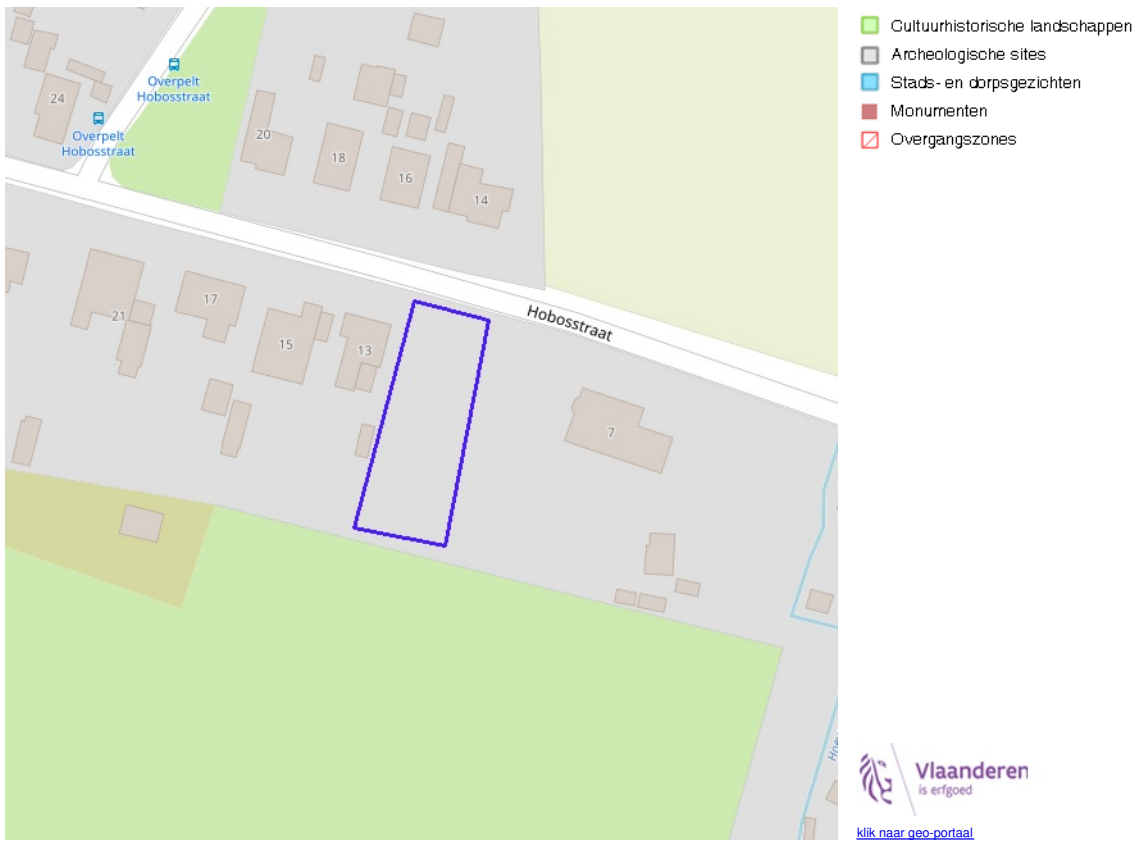 Overpelt
Hobosstraat
Overpelt
Hobosstraat
24
20
18
16
14
Hobosstraat
21
17
15
13
7
Cultuurhistorische landschappen
Archeologische sites
Stads- en dorpsgezichten
Monumenten
Overgangszones
Vlaanderen
is erfgoed
klik naar geo-portaal